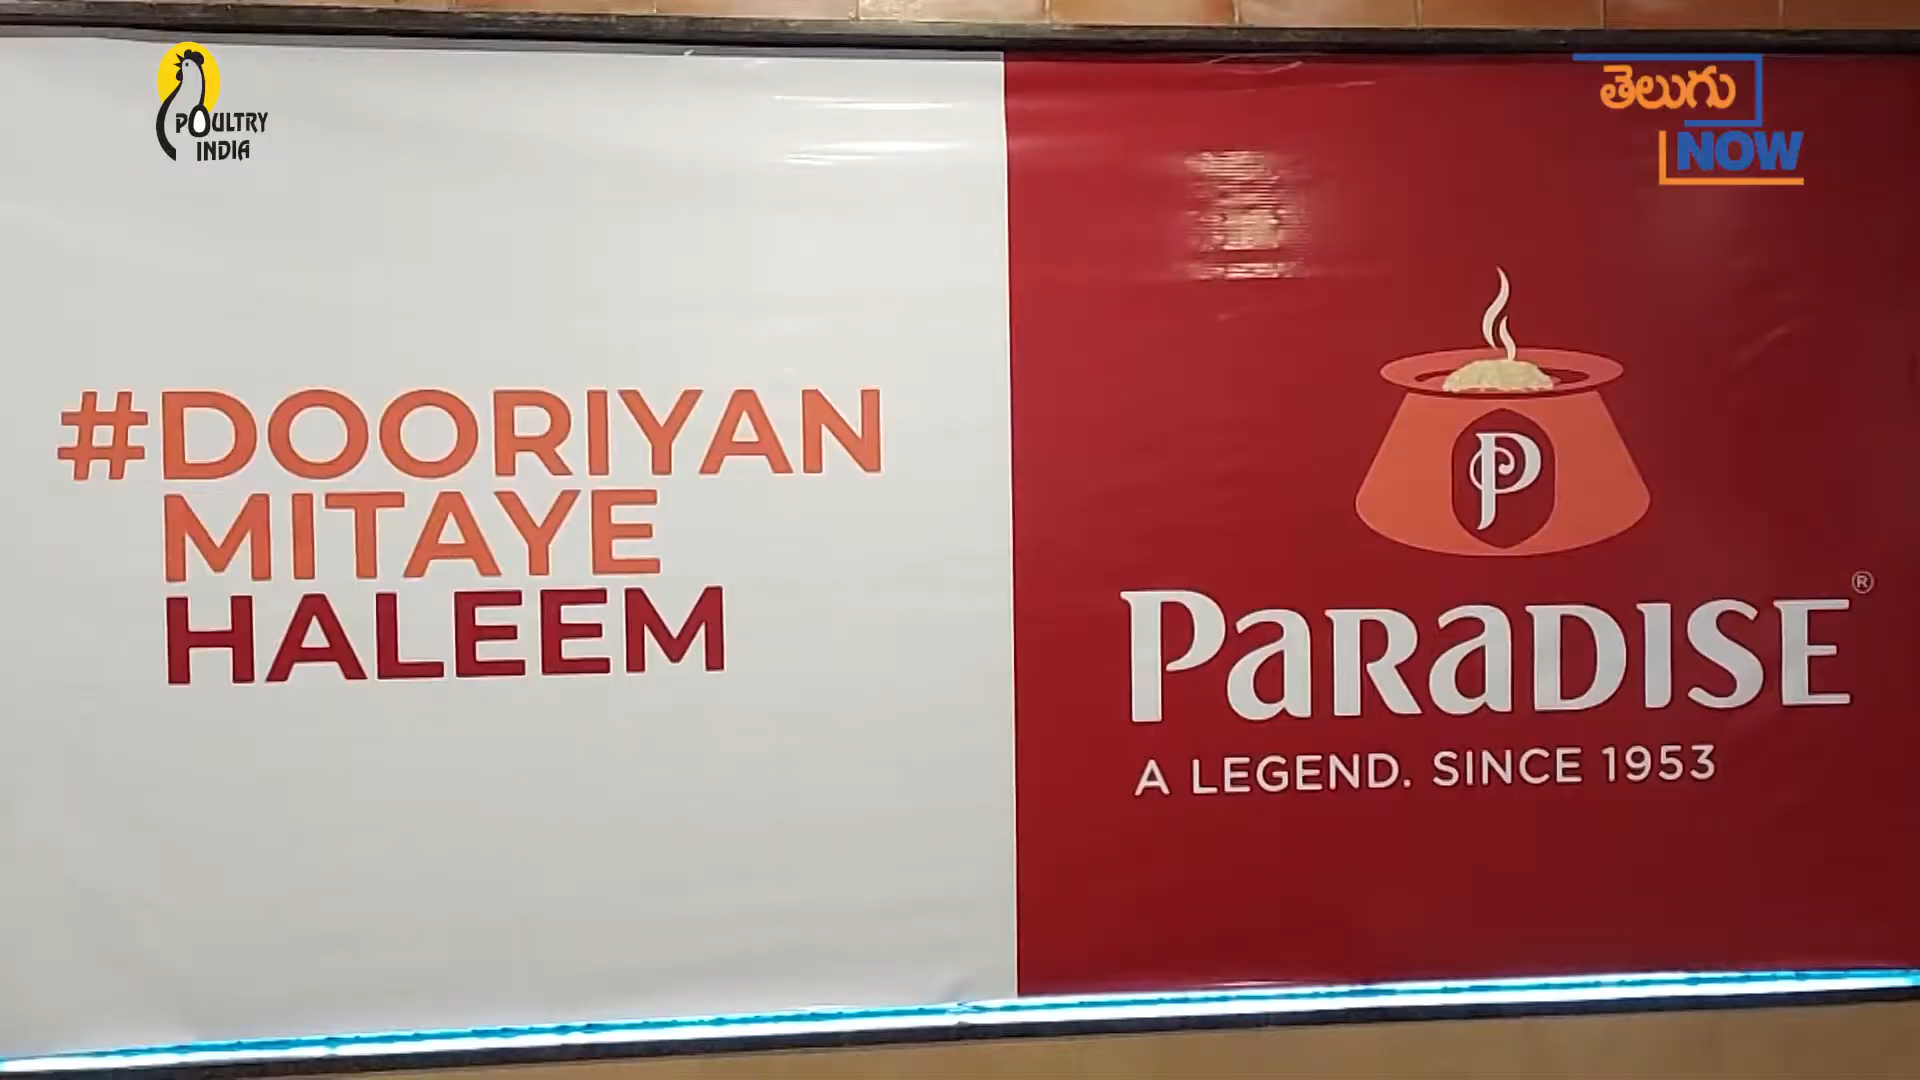 POULTRY
INDIA
తెలుగు
NOW
#DOORIYAN
MITAYE
HALEEM
P
PARADISE®
A LEGEND. SINCE 1953